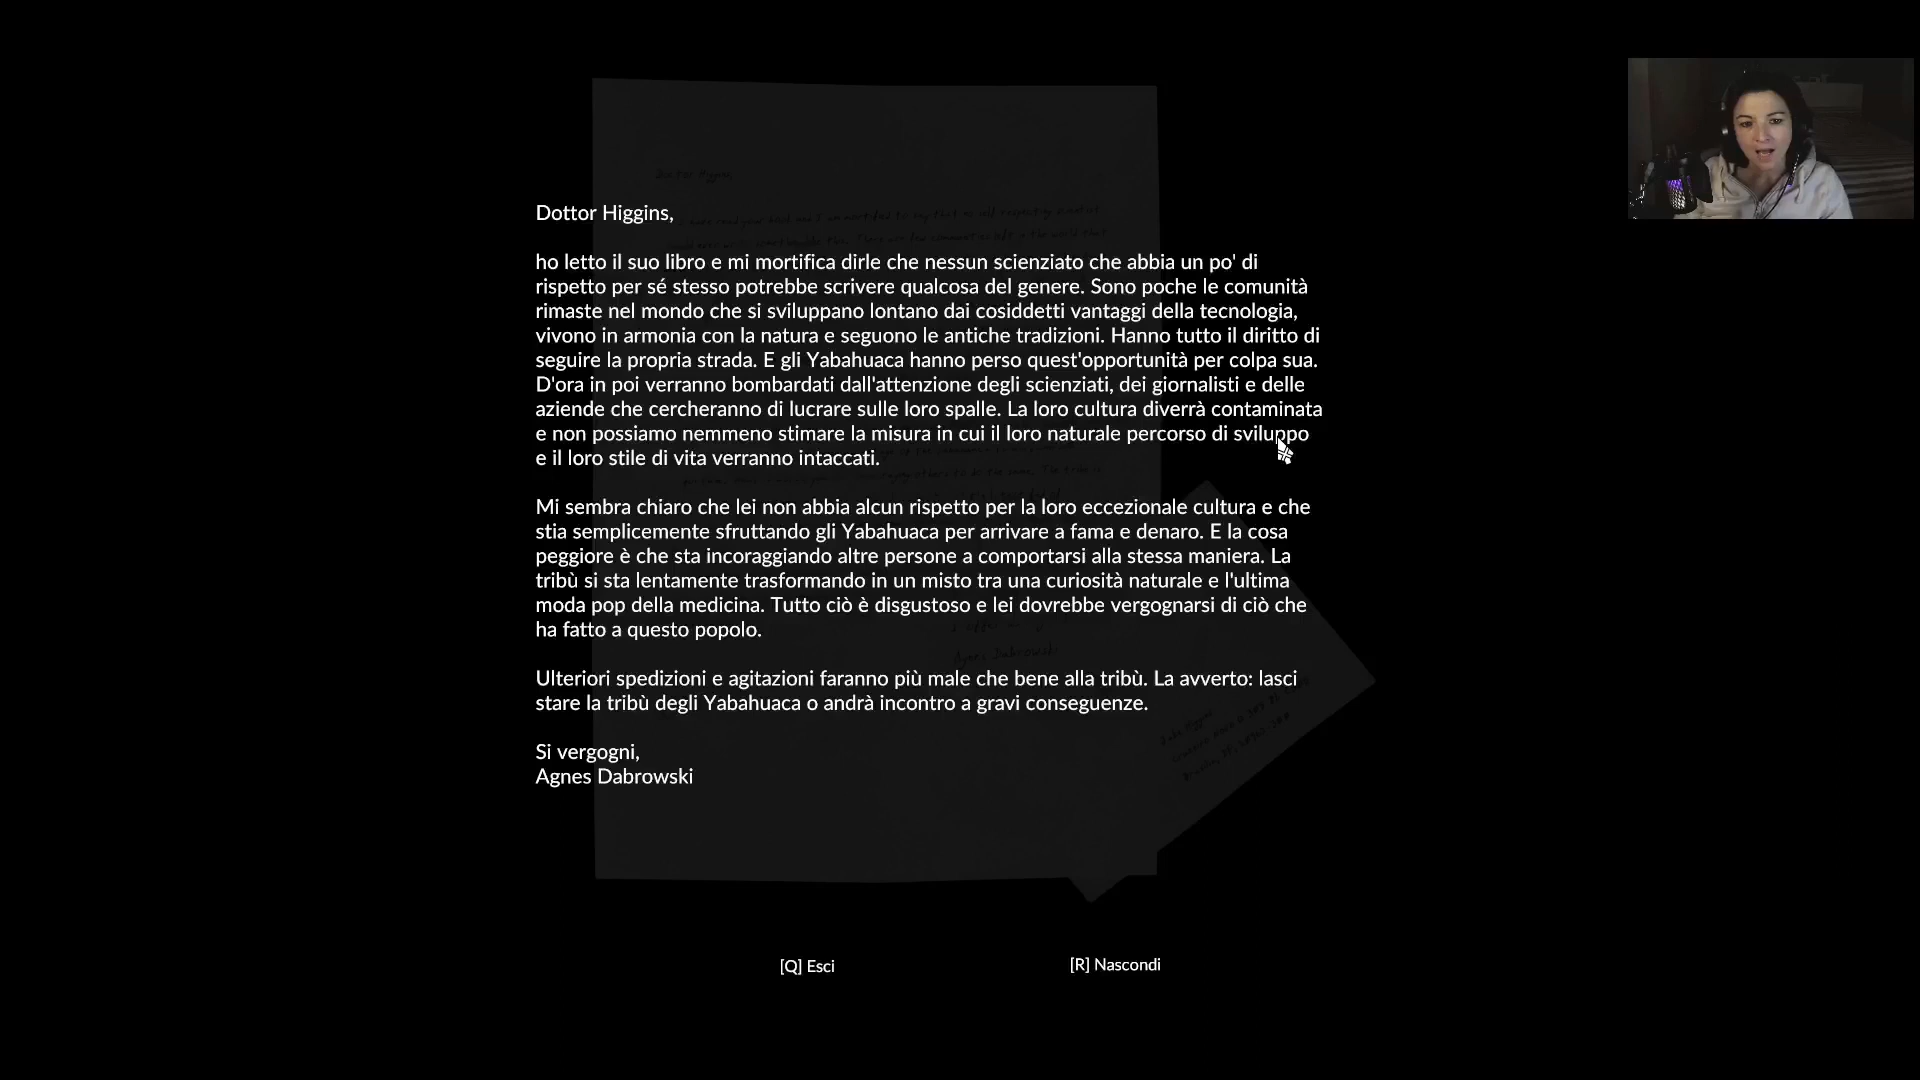 Dottor Higgins,
ho letto il suo libro e mi mortifica dirle che nessun scienziato che abbia un po' di
rispetto per sé stesso potrebbe scrivere qualcosa del genere. Sono poche le comunità
rimaste nel mondo che si sviluppano lontano dai cosiddetti vantaggi della tecnologia,
vivono in armonia con la natura e seguono le antiche tradizioni. Hanno tutto il diritto di
seguire la propria strada. E gli Yabahuaca hanno perso quest'opportunità per colpa sua.
D'ora in poi verranno bombardati dall'attenzione degli scienziati, dei giornalisti e delle
aziende che cercheranno di lucrare sulle loro spalle. La loro cultura diverrà contaminata
e non possiamo nemmeno stimare la misura in cui il loro naturale percorso di sviluppo
e il loro stile di vita verranno intaccati.
Mi sembra chiaro che lei non abbia alcun rispetto per la loro eccezionale cultura e che
stia semplicemente sfruttando gli Yabahuaca per arrivare a fama e denaro. E la cosa
peggiore è che sta incoraggiando altre persone a comportarsi alla stessa maniera. La
tribù si sta lentamente trasformando in un misto tra una curiosità naturale e l'ultima
moda pop della medicina. Tutto ciò è disgustoso e lei dovrebbe vergognarsi di ciò che
ha fatto a questo popolo.
Ulteriori spedizioni e agitazioni faranno più male che bene alla tribù. La avverto: lasci
stare la tribù degli Yabahuaca o andrà incontro a gravi conseguenze.
Si vergogni,
Agnes Dabrowski
[Q] Esci
[R] Nascondi